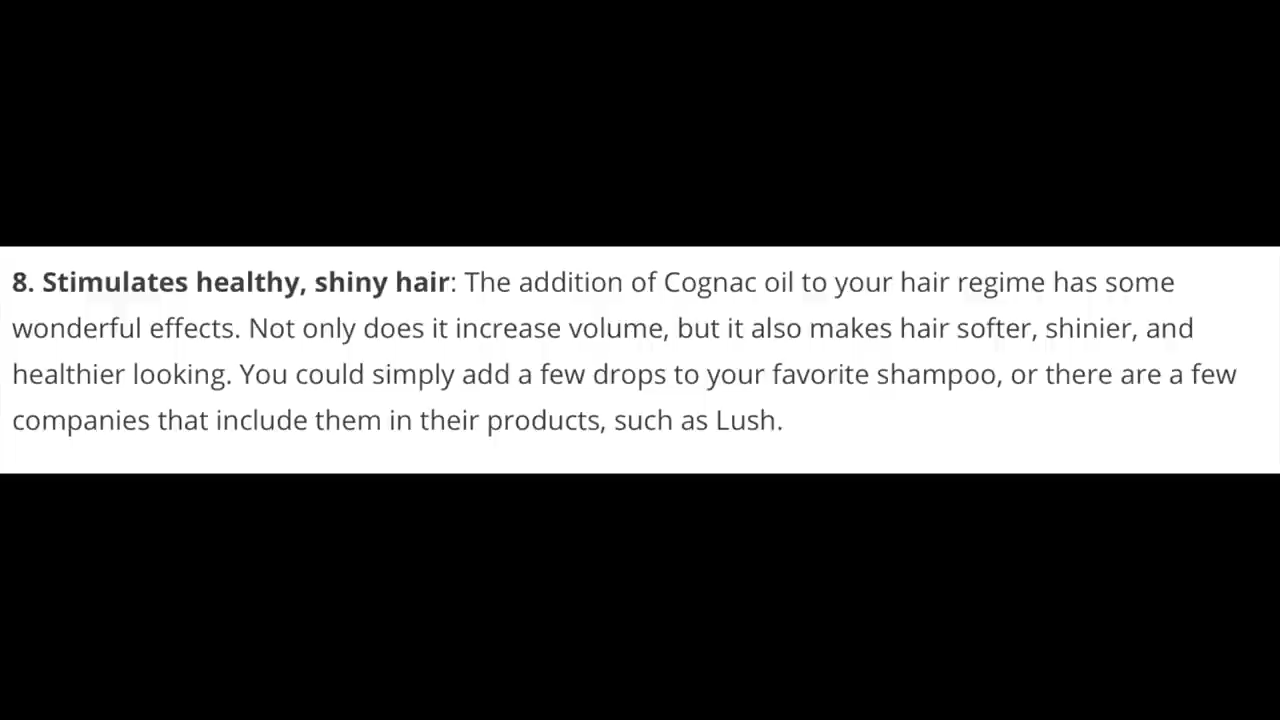 8. Stimulates healthy, shiny hair: The addition of Cognac oil to your hair regime has some
wonderful effects. Not only does it increase volume, but it also makes hair softer, shinier, and
healthier looking. You could simply add a few drops to your favorite shampoo, or there are a few
companies that include them in their products, such as Lush.